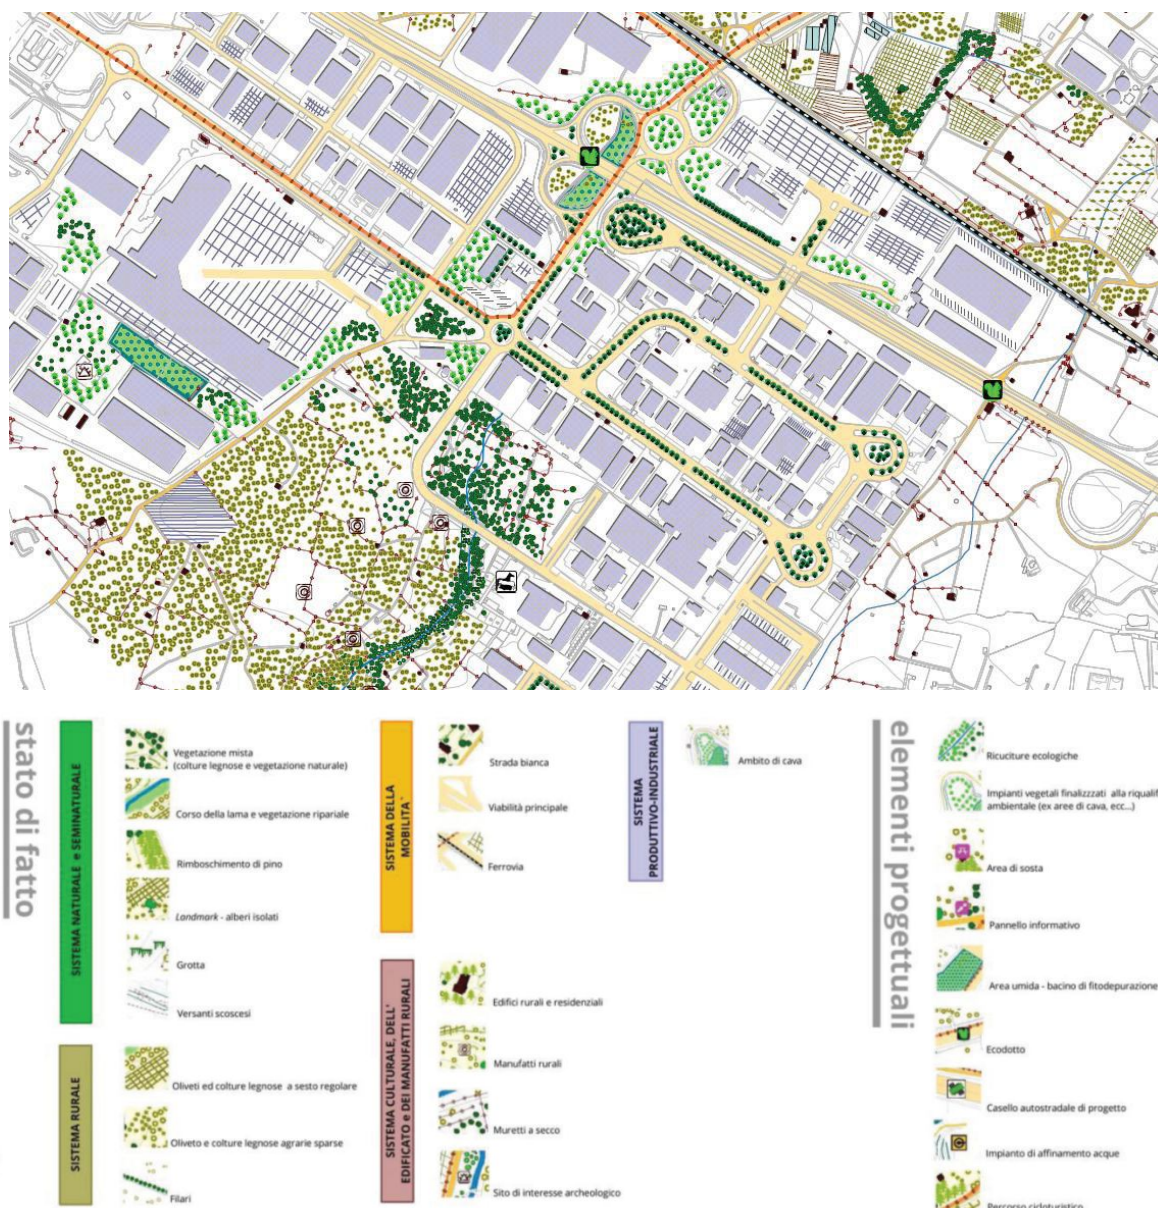 stato di fatto
SISTEMA NATURALE e SEMINATURALE
Vegetazione mista
(colture legnose e vegetazione naturale)
Corso della lama e vegetazione ripariale
Rimboschimento di pino
Landmark - alberi isolati
Grotta
Versanti scoscesi
SISTEMA RURALE
Oliveti ed colture legnose a sesto regolare
Oliveto e colture legnose agrarie sparse
Filari
SISTEMA DELLA
MOBILITA`
Strada bianca
Viabilità principale
Ferrovia
SISTEMA CULTURALE, DELL'
EDIFICATO e DEI MANUFATTI RURALI
Edifici rurali e residenziali
Manufatti rurali
Muretti a secco
Sito di interesse archeologico
SISTEMA
PRODUTTIVO-INDUSTRIALE
Ambito di cava
elementi progettuali
Ricuciture ecologiche
Impianti vegetali finalizzzati alla riqualif
ambientale (ex aree di cava, ecc...)
Area di sosta
Pannello informativo
Area umida - bacino di fitodepurazione
Ecodotto
Casello autostradale di progetto
Impianto di affinamento acque
Percorso cicloturistico